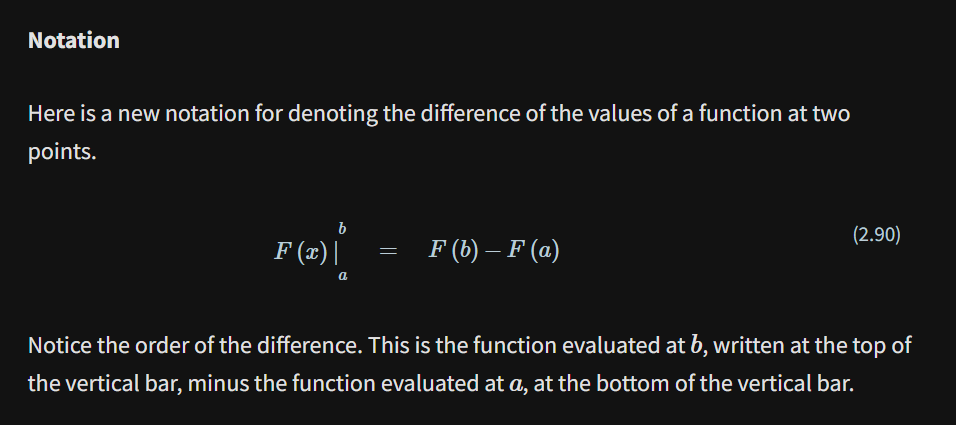 Notation
Here is a new notation for denoting the difference of the values of a function at two
points.
F (x) |_a^b = F (b) – F (a)
(2.90)
Notice the order of the difference. This is the function evaluated at b, written at the top of
the vertical bar, minus the function evaluated at a, at the bottom of the vertical bar.